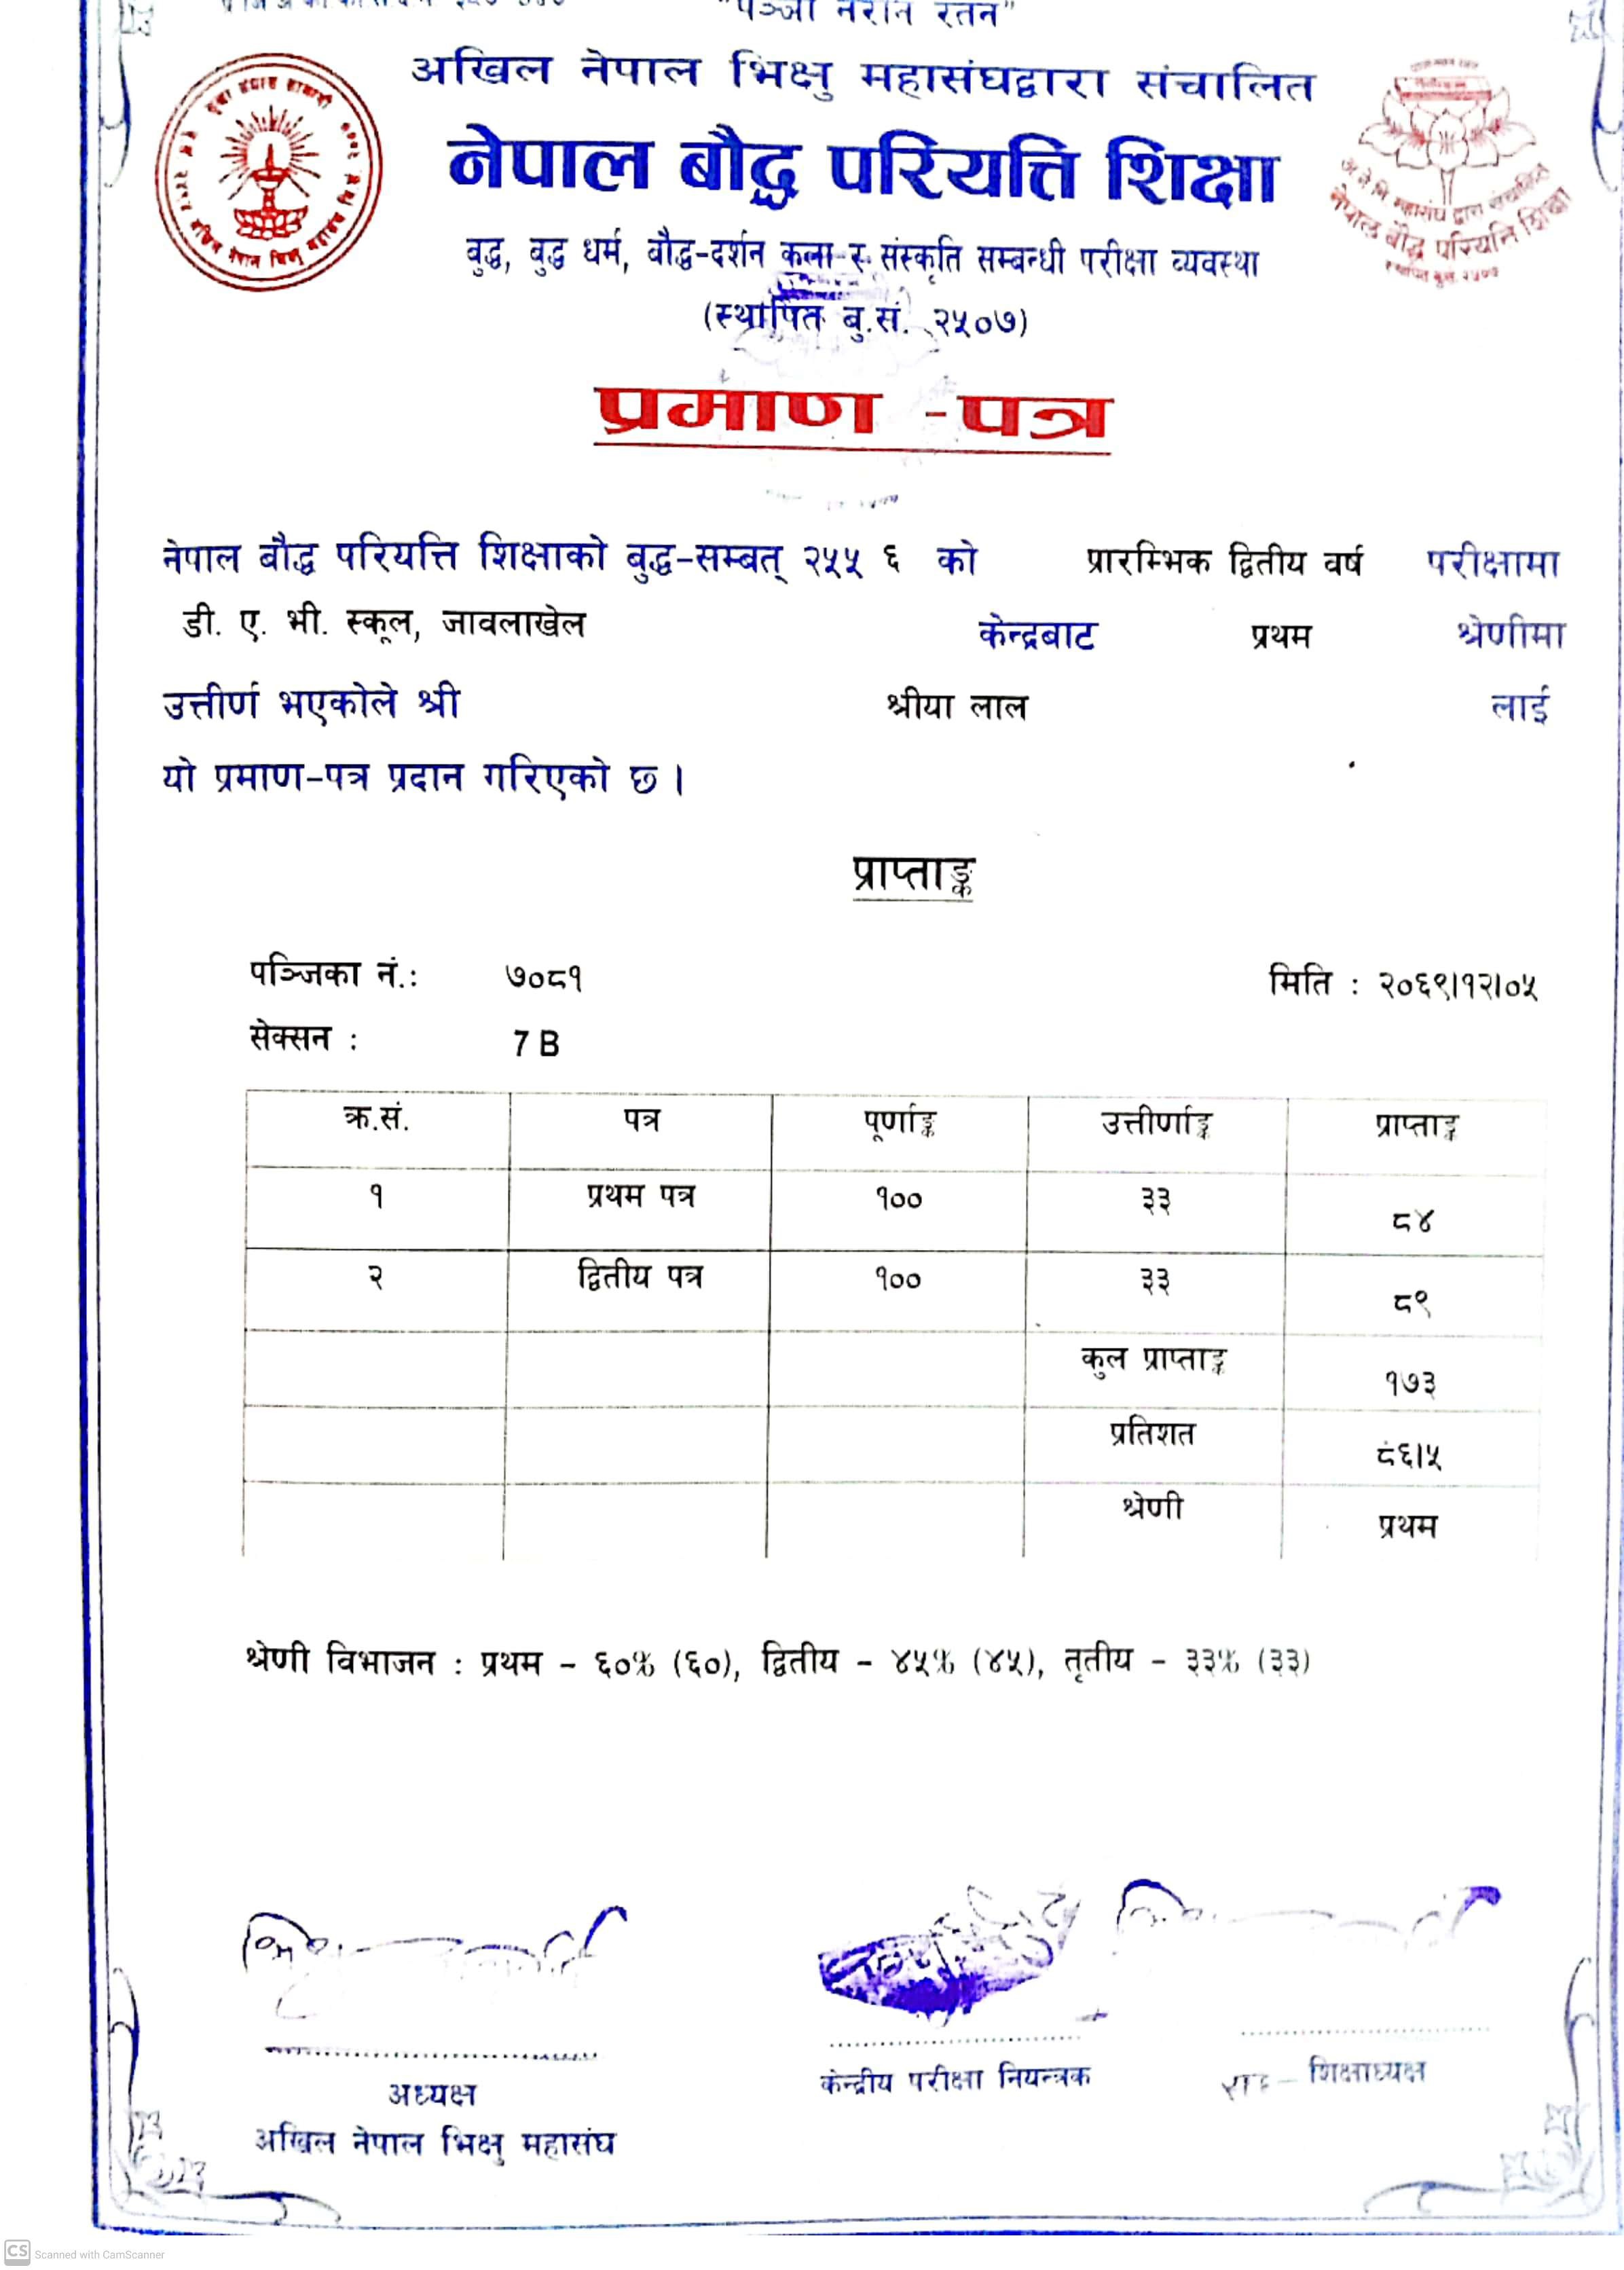 "पञ्ञा नरानं रतनं"
अखिल नेपाल भिक्षु महासंघद्वारा संचालित
नेपाल बौद्ध परियत्ति शिक्षा
बुद्ध, बुद्ध धर्म, बौद्ध-दर्शन कला र संस्कृति सम्बन्धी परीक्षा व्यवस्था
(स्थापित बु.सं. २५०७)
अ.ने.भि. महासंघ द्वारा संचालित
नेपाल बौद्ध परियत्ति शिक्षा
स्थापित बु.सं. २५०७
प्रमाण -पत्र
नेपाल बौद्ध परियत्ति शिक्षाको बुद्ध-सम्बत् २५५ ६ को प्रारम्भिक द्वितीय वर्ष परीक्षामा
डी. ए. भी. स्कूल, जावलाखेल केन्द्रबाट प्रथम श्रेणीमा
उत्तीर्ण भएकोले श्री श्रीया लाल लाई
यो प्रमाण-पत्र प्रदान गरिएको छ ।
प्राप्ताङ्क
पञ्जिका नं.: ७०८१ मिति : २०६९।१२।०५
सेक्सन : 7 B
क्र.सं. पत्र पूर्णाङ्क उत्तीर्णाङ्क प्राप्ताङ्क
१ प्रथम पत्र १०० ३३ ८४
२ द्वितीय पत्र १०० ३३ ८९
कुल प्राप्ताङ्क १७३
प्रतिशत ८६।५
श्रेणी प्रथम
श्रेणी विभाजन : प्रथम - ६०% (६०), द्वितीय - ४५% (४५), तृतीय - ३३% (३३)
अध्यक्ष केन्द्रीय परीक्षा नियन्त्रक शिक्षाध्यक्ष
अखिल नेपाल भिक्षु महासंघ
CS Scanned with CamScanner